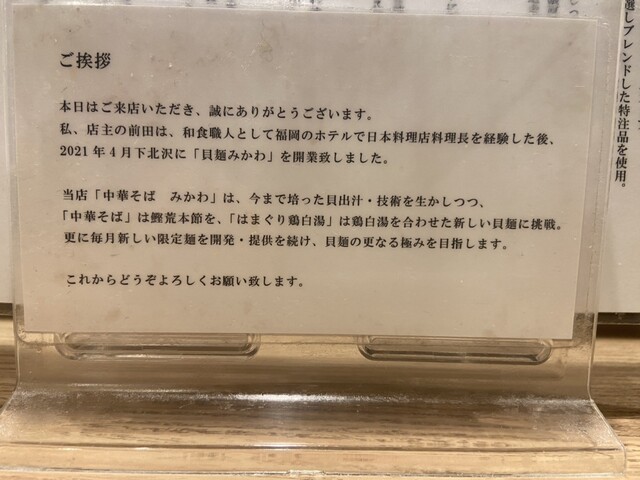 ご挨拶
本日はご来店いただき、誠にありがとうございます。
私、店主の前田は、和食職人として福岡のホテルで日本料理店料理長を経験した後、
2021年4月下北沢に「貝麺みかわ」を開業致しました。
当店「中華そば　みかわ」は、今まで培った貝出汁・技術を生かしつつ、
「中華そば」は鰹荒本節を、「はまぐり鶏白湯」は鶏白湯を合わせた新しい貝麺に挑戦。
更に毎月新しい限定麺を開発・提供を続け、貝麺の更なる極みを目指します。
これからどうぞよろしくお願い致します。
選しブレンドした特注品を使用。